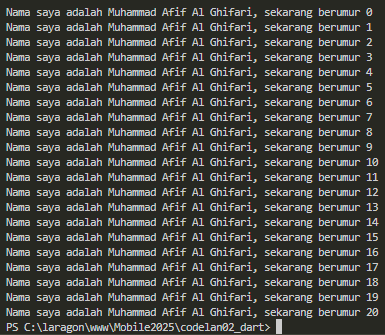 Nama saya adalah Muhammad Afif Al Ghifari, sekarang berumur 0
Nama saya adalah Muhammad Afif Al Ghifari, sekarang berumur 1
Nama saya adalah Muhammad Afif Al Ghifari, sekarang berumur 2
Nama saya adalah Muhammad Afif Al Ghifari, sekarang berumur 3
Nama saya adalah Muhammad Afif Al Ghifari, sekarang berumur 4
Nama saya adalah Muhammad Afif Al Ghifari, sekarang berumur 5
Nama saya adalah Muhammad Afif Al Ghifari, sekarang berumur 6
Nama saya adalah Muhammad Afif Al Ghifari, sekarang berumur 7
Nama saya adalah Muhammad Afif Al Ghifari, sekarang berumur 8
Nama saya adalah Muhammad Afif Al Ghifari, sekarang berumur 9
Nama saya adalah Muhammad Afif Al Ghifari, sekarang berumur 10
Nama saya adalah Muhammad Afif Al Ghifari, sekarang berumur 11
Nama saya adalah Muhammad Afif Al Ghifari, sekarang berumur 12
Nama saya adalah Muhammad Afif Al Ghifari, sekarang berumur 13
Nama saya adalah Muhammad Afif Al Ghifari, sekarang berumur 14
Nama saya adalah Muhammad Afif Al Ghifari, sekarang berumur 15
Nama saya adalah Muhammad Afif Al Ghifari, sekarang berumur 16
Nama saya adalah Muhammad Afif Al Ghifari, sekarang berumur 17
Nama saya adalah Muhammad Afif Al Ghifari, sekarang berumur 18
Nama saya adalah Muhammad Afif Al Ghifari, sekarang berumur 19
Nama saya adalah Muhammad Afif Al Ghifari, sekarang berumur 20
PS C:\laragon\www\Mobile2025\codelan02_dart>